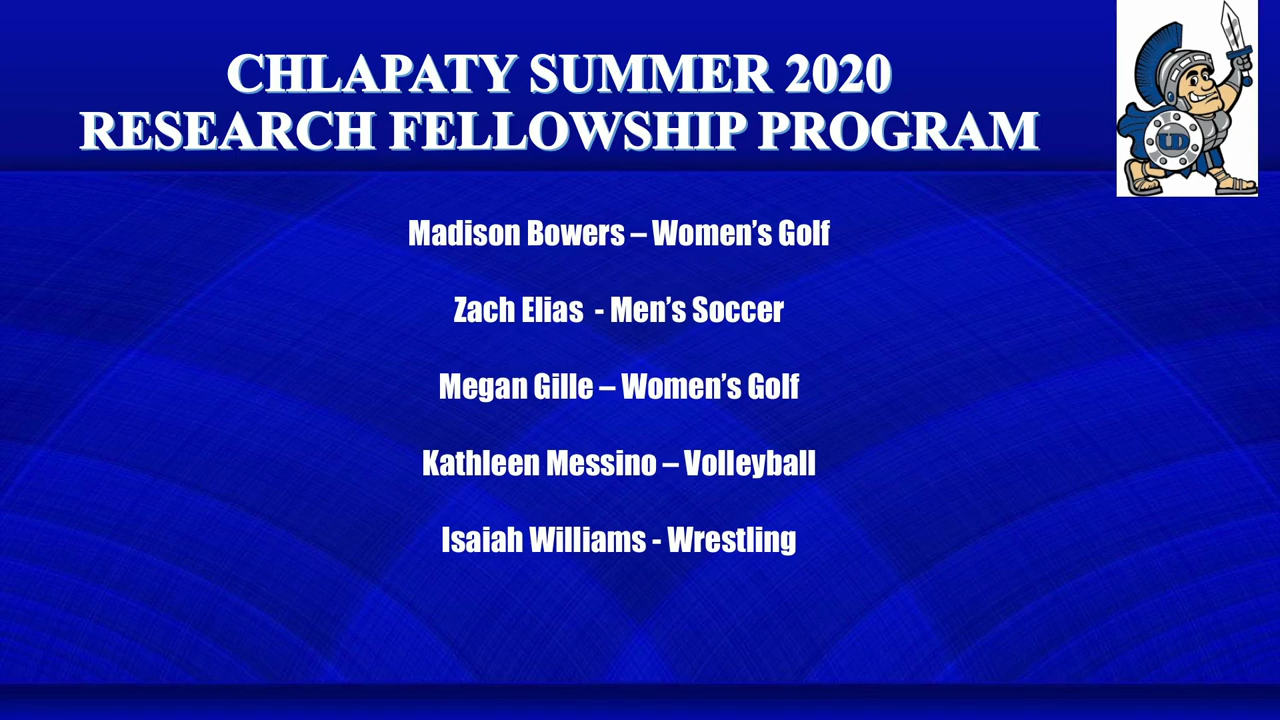 CHLAPATY SUMMER 2020
RESEARCH FELLOWSHIP PROGRAM
UD
Madison Bowers – Women’s Golf
Zach Elias  - Men’s Soccer
Megan Gille – Women’s Golf
Kathleen Messino – Volleyball
Isaiah Williams - Wrestling